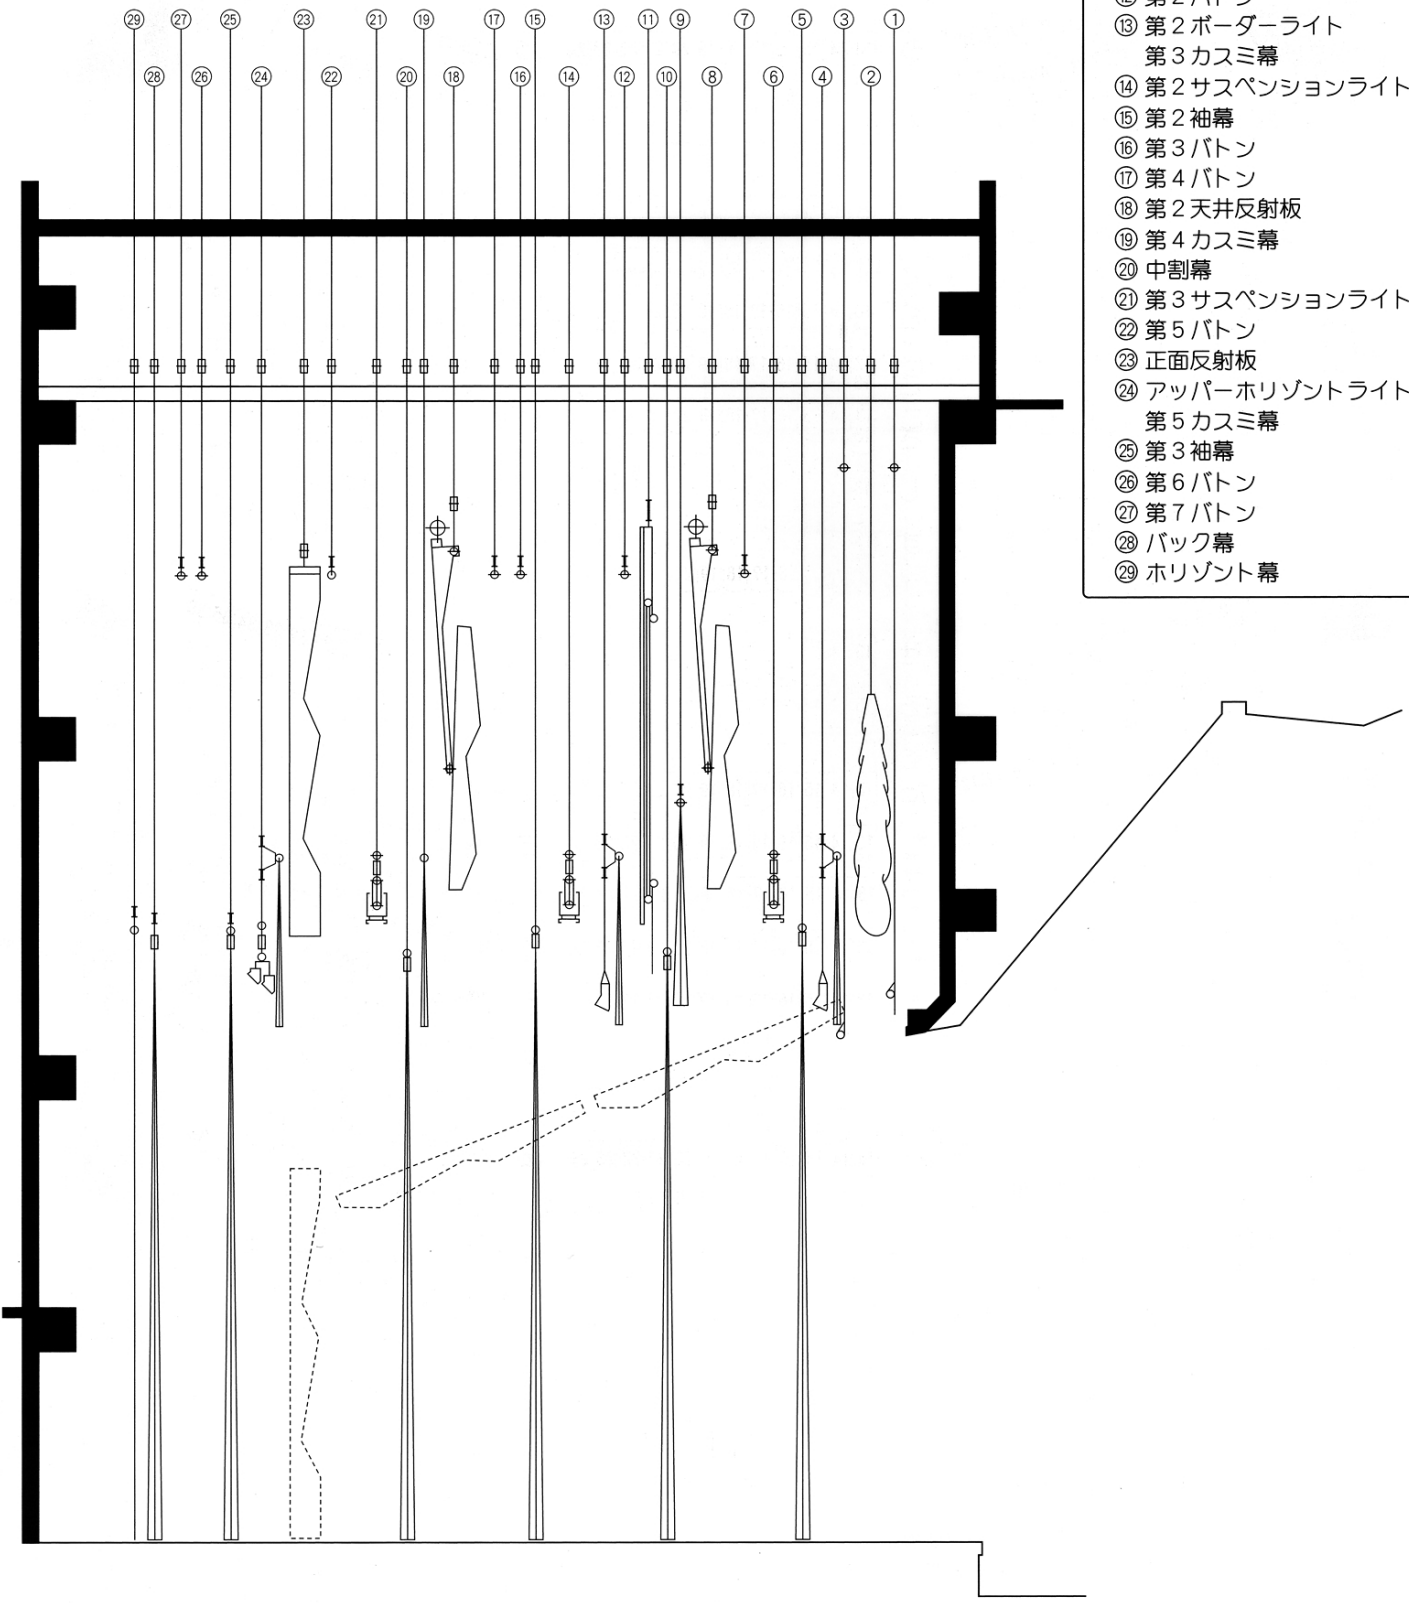 ㉙ ㉗ ㉕ ㉓ ㉑ ⑲ ⑰ ⑮ ⑬ ⑪ ⑨ ⑦ ⑤ ③ ①
㉘ ㉖ ㉔ ㉒ ⑳ ⑱ ⑯ ⑭ ⑫ ⑩ ⑧ ⑥ ④ ②
⑬ 第2ボーダーライト
第3カスミ幕
⑭ 第2サスペンションライト
⑮ 第2袖幕
⑯ 第3バトン
⑰ 第4バトン
⑱ 第2天井反射板
⑲ 第4カスミ幕
⑳ 中割幕
㉑ 第3サスペンションライト
㉒ 第5バトン
㉓ 正面反射板
㉔ アッパーホリゾントライト
第5カスミ幕
㉕ 第3袖幕
㉖ 第6バトン
㉗ 第7バトン
㉘ バック幕
㉙ ホリゾント幕